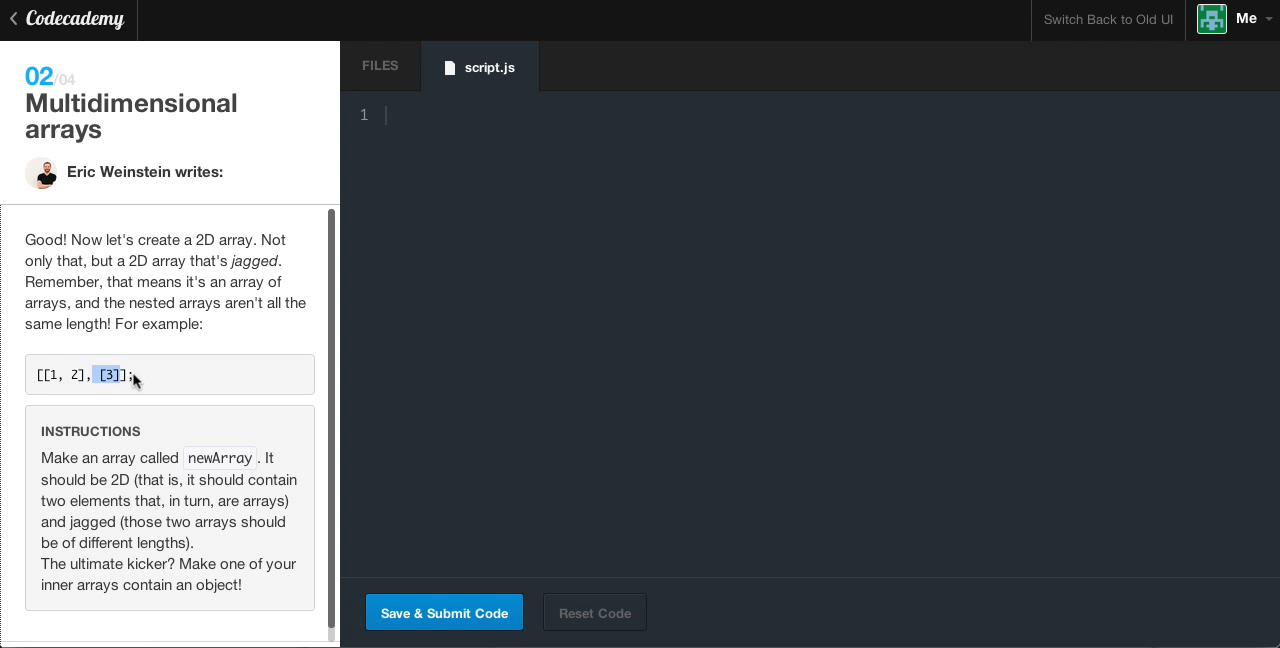 Codecademy
Switch Back to Old UI
Me
02/04
Multidimensional
arrays
Eric Weinstein writes:
Good! Now let's create a 2D array. Not
only that, but a 2D array that's jagged.
Remember, that means it's an array of
arrays, and the nested arrays aren't all the
same length! For example:
[[1, 2], [3]];
INSTRUCTIONS
Make an array called newArray. It
should be 2D (that is, it should contain
two elements that, in turn, are arrays)
and jagged (those two arrays should
be of different lengths).
The ultimate kicker? Make one of your
inner arrays contain an object!
FILES
script.js
1
Save & Submit Code
Reset Code